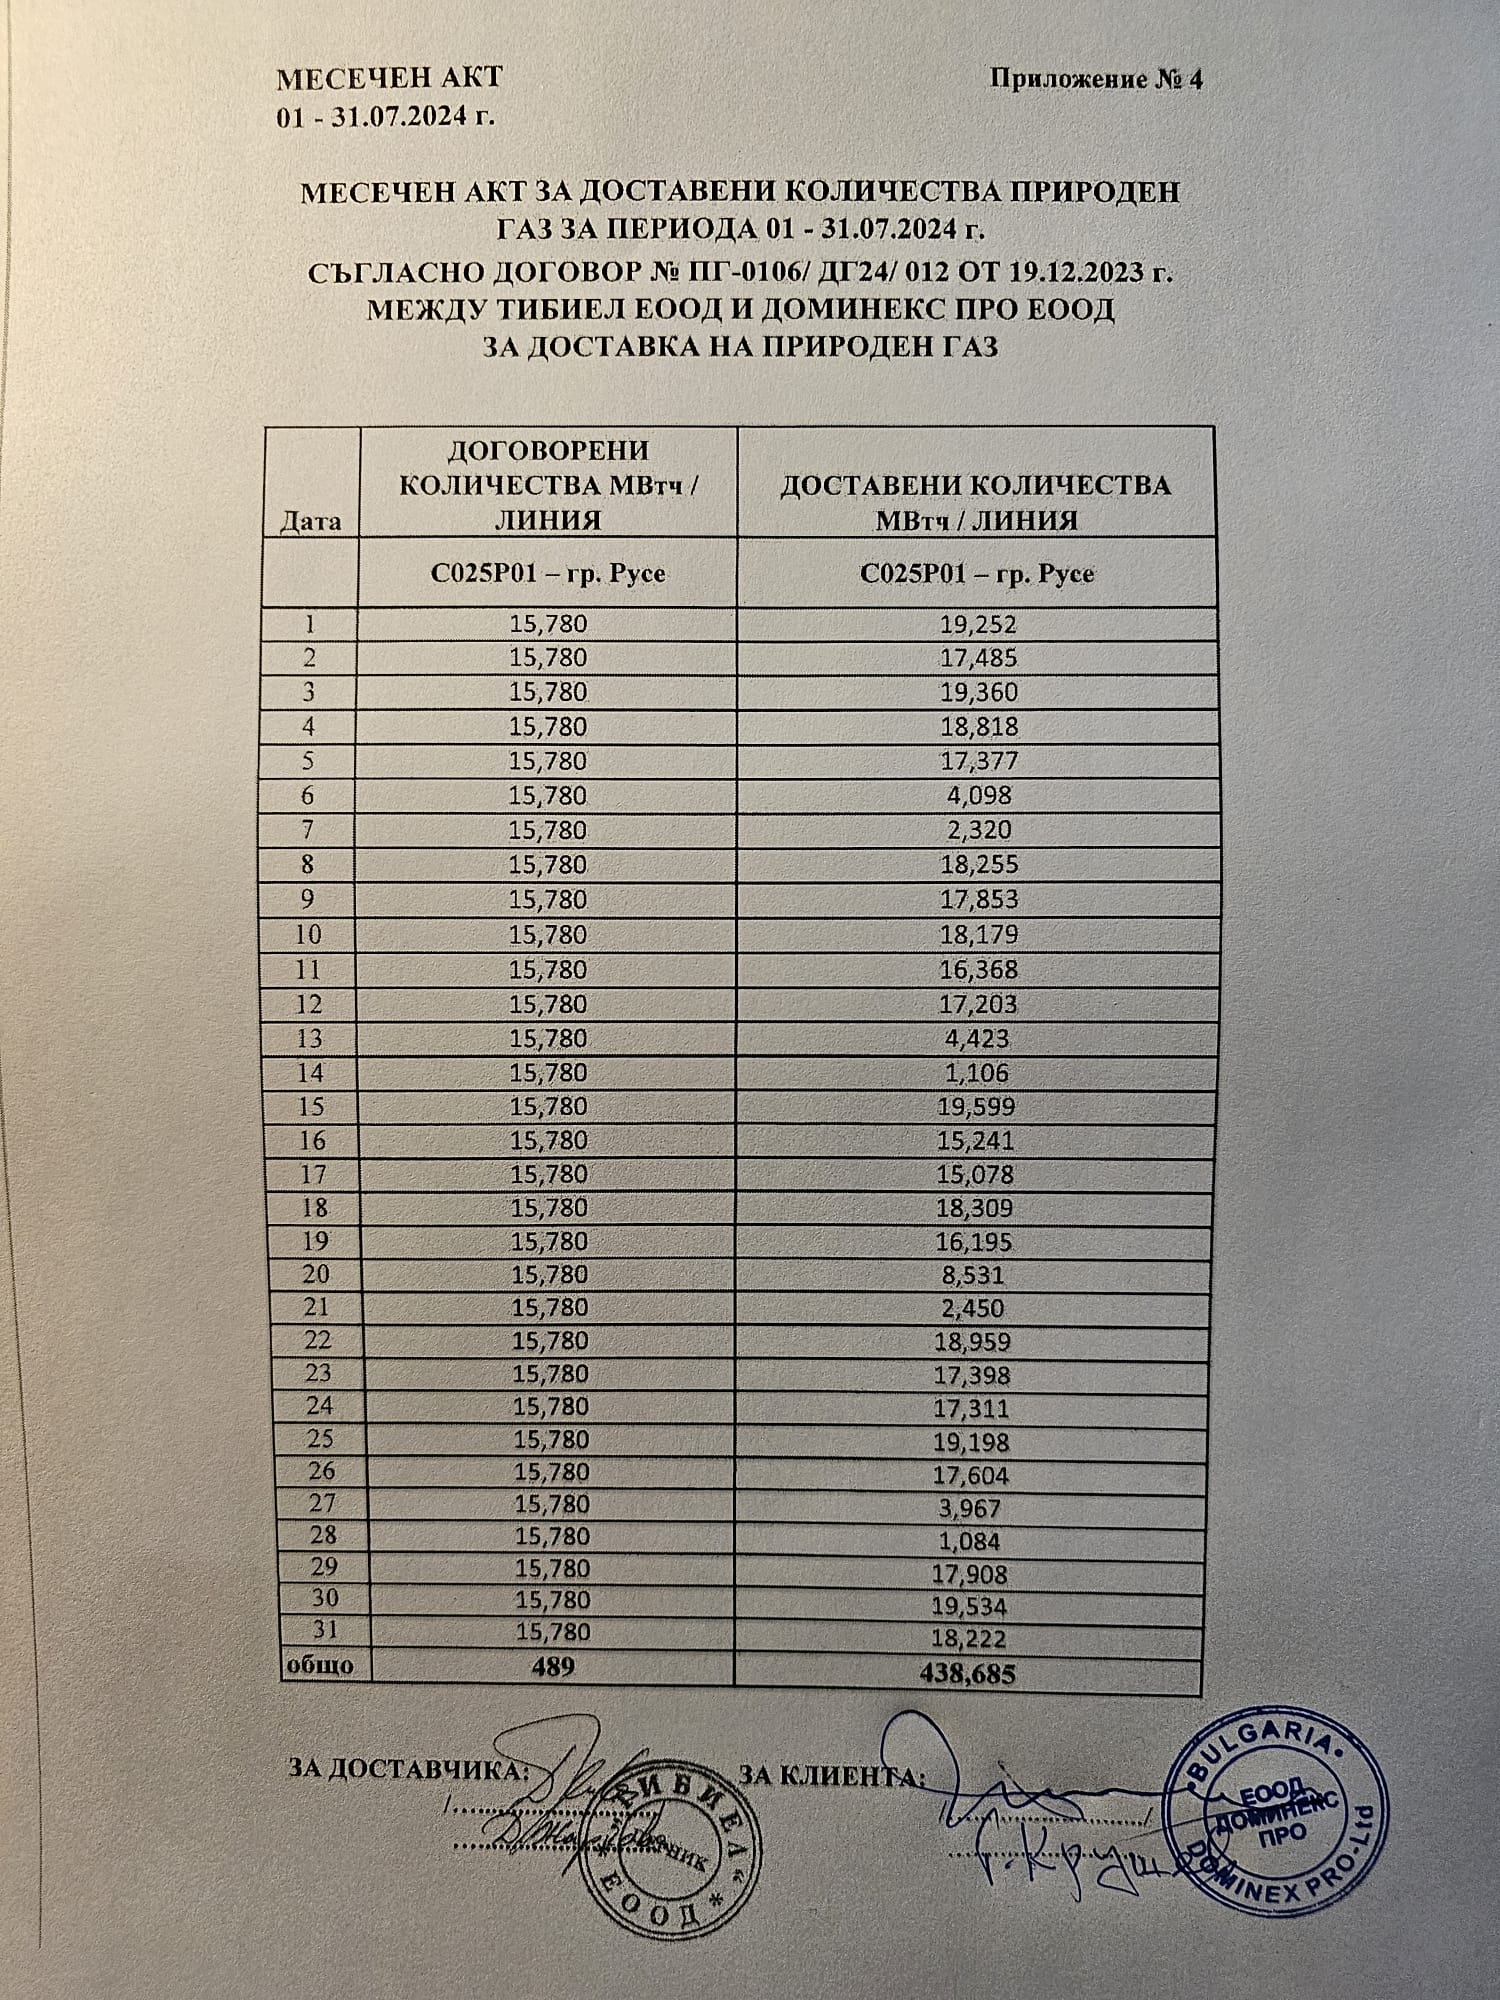 МЕСЕЧЕН АКТ Приложение № 4
01 - 31.07.2024 г.
МЕСЕЧЕН АКТ ЗА ДОСТАВЕНИ КОЛИЧЕСТВА ПРИРОДЕН
ГАЗ ЗА ПЕРИОДА 01 - 31.07.2024 г.
СЪГЛАСНО ДОГОВОР № ПГ-0106/ ДГ24/ 012 ОТ 19.12.2023 г.
МЕЖДУ ТИБИЕЛ ЕООД И ДОМИНЕКС ПРО ЕООД
ЗА ДОСТАВКА НА ПРИРОДЕН ГАЗ
Дата ДОГОВОРЕНИ КОЛИЧЕСТВА МВтч / ЛИНИЯ ДОСТАВЕНИ КОЛИЧЕСТВА МВтч / ЛИНИЯ
С025Р01 – гр. Русе С025Р01 – гр. Русе
1 15,780 19,252
2 15,780 17,485
3 15,780 19,360
4 15,780 18,818
5 15,780 17,377
6 15,780 4,098
7 15,780 2,320
8 15,780 18,255
9 15,780 17,853
10 15,780 18,179
11 15,780 16,368
12 15,780 17,203
13 15,780 4,423
14 15,780 1,106
15 15,780 19,599
16 15,780 15,241
17 15,780 15,078
18 15,780 18,309
19 15,780 16,195
20 15,780 8,531
21 15,780 2,450
22 15,780 18,959
23 15,780 17,398
24 15,780 17,311
25 15,780 19,198
26 15,780 17,604
27 15,780 3,967
28 15,780 1,084
29 15,780 17,908
30 15,780 19,534
31 15,780 18,222
общо 489 438,685
ЗА ДОСТАВЧИКА: ЗА КЛИЕНТА:
ТИБИЕЛ
ПЕРНИК
ЕООД
BULGARIA
ЕООД
ДОМИНЕКС
ПРО
DOMINEX PRO-Ltd